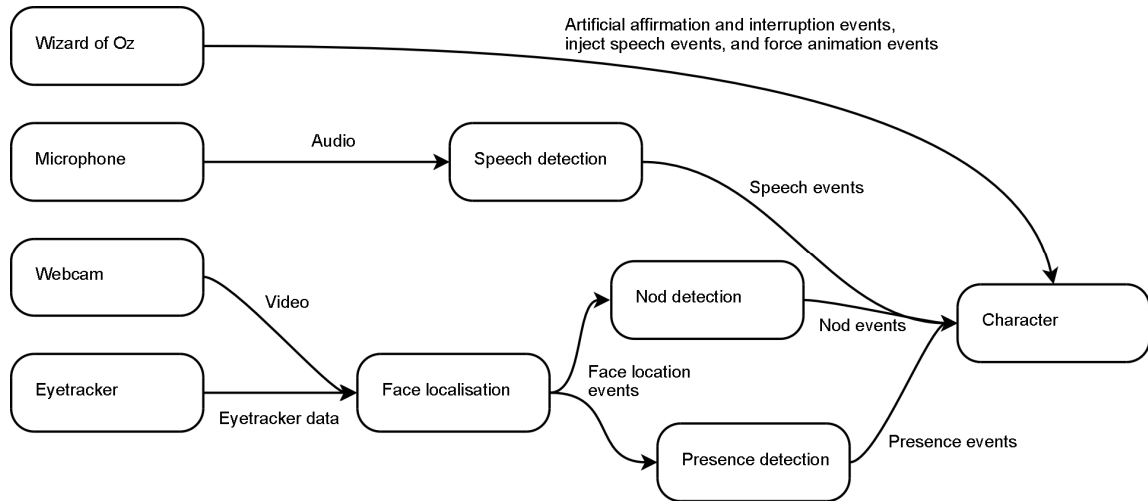 Artificial affirmation and interruption events,
inject speech events, and force animation events
Wizard of Oz
Microphone
Audio
Speech detection
Speech events
Webcam
Video
Nod detection
Nod events
Character
Eyetracker
Eyetracker data
Face localisation
Face location
events
Presence detection
Presence events